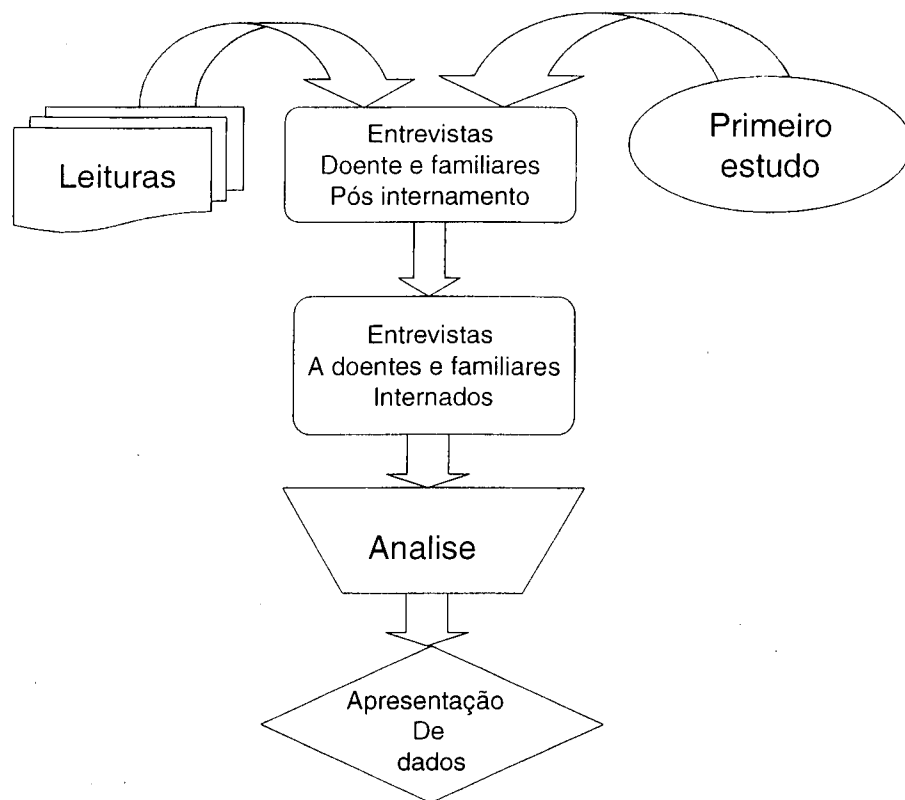 Leituras
Entrevistas
Doente e familiares
Pós internamento
Primeiro
estudo
Entrevistas
A doentes e familiares
Internados
Analise
Apresentação
De
dados